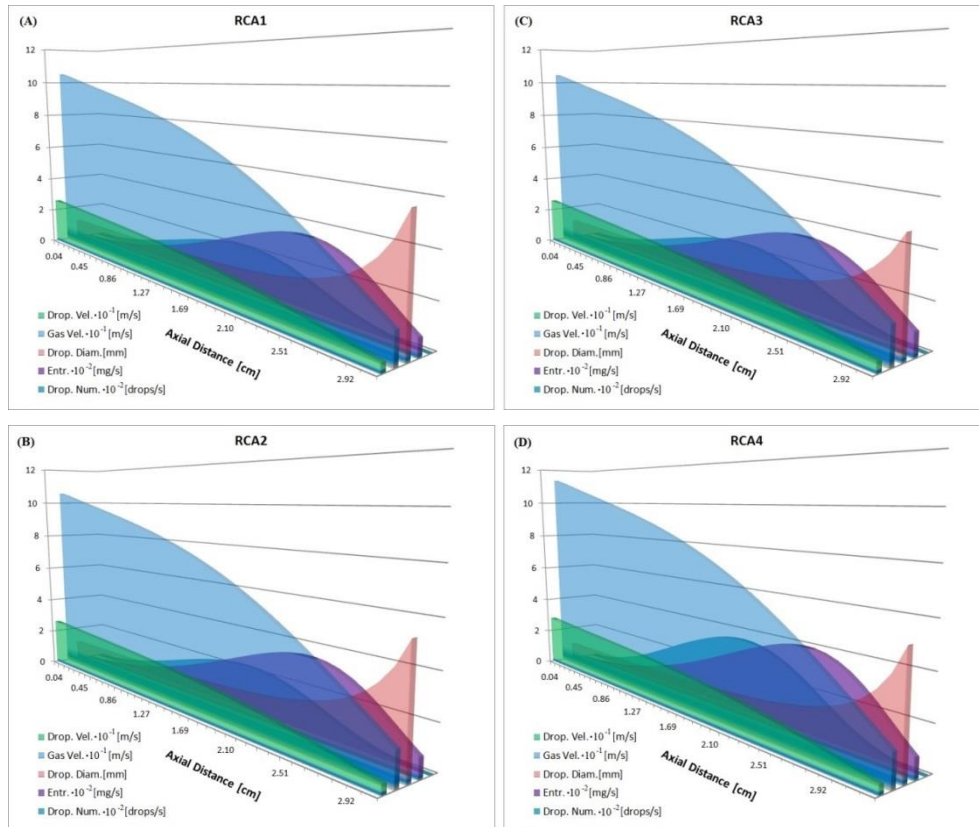 (A)
RCA1
12
10
8
6
4
2
0
0.04
0.45
0.86
1.27
1.69
2.10
2.51
2.92
Axial Distance [cm]
Drop. Vel.·10⁻¹[m/s]
Gas Vel.·10⁻¹[m/s]
Drop. Diam.[mm]
Entr.·10⁻²[mg/s]
Drop. Num.·10⁻²[drops/s]
(C)
RCA3
12
10
8
6
4
2
0
0.04
0.45
0.86
1.27
1.69
2.10
2.51
2.92
Axial Distance [cm]
Drop. Vel.·10⁻¹[m/s]
Gas Vel.·10⁻¹[m/s]
Drop. Diam.[mm]
Entr.·10⁻²[mg/s]
Drop. Num.·10⁻²[drops/s]
(B)
RCA2
12
10
8
6
4
2
0
0.04
0.45
0.86
1.27
1.69
2.10
2.51
2.92
Axial Distance [cm]
Drop. Vel.·10⁻¹[m/s]
Gas Vel.·10⁻¹[m/s]
Drop. Diam.[mm]
Entr.·10⁻²[mg/s]
Drop. Num.·10⁻²[drops/s]
(D)
RCA4
12
10
8
6
4
2
0
0.04
0.45
0.86
1.27
1.69
2.10
2.51
2.92
Axial Distance [cm]
Drop. Vel.·10⁻¹[m/s]
Gas Vel.·10⁻¹[m/s]
Drop. Diam.[mm]
Entr.·10⁻²[mg/s]
Drop. Num.·10⁻²[drops/s]